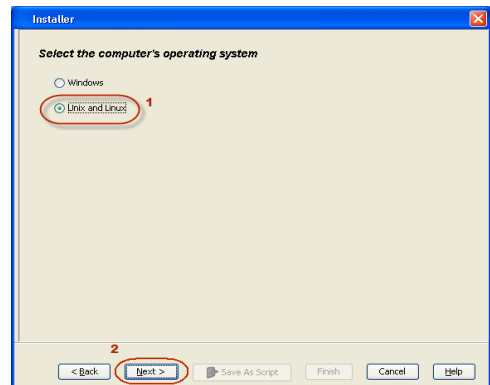 Installer
Select the computer's operating system
Windows
Unix and Linux
1
2
< Back
Next >
Save As Script
Finish
Cancel
Help